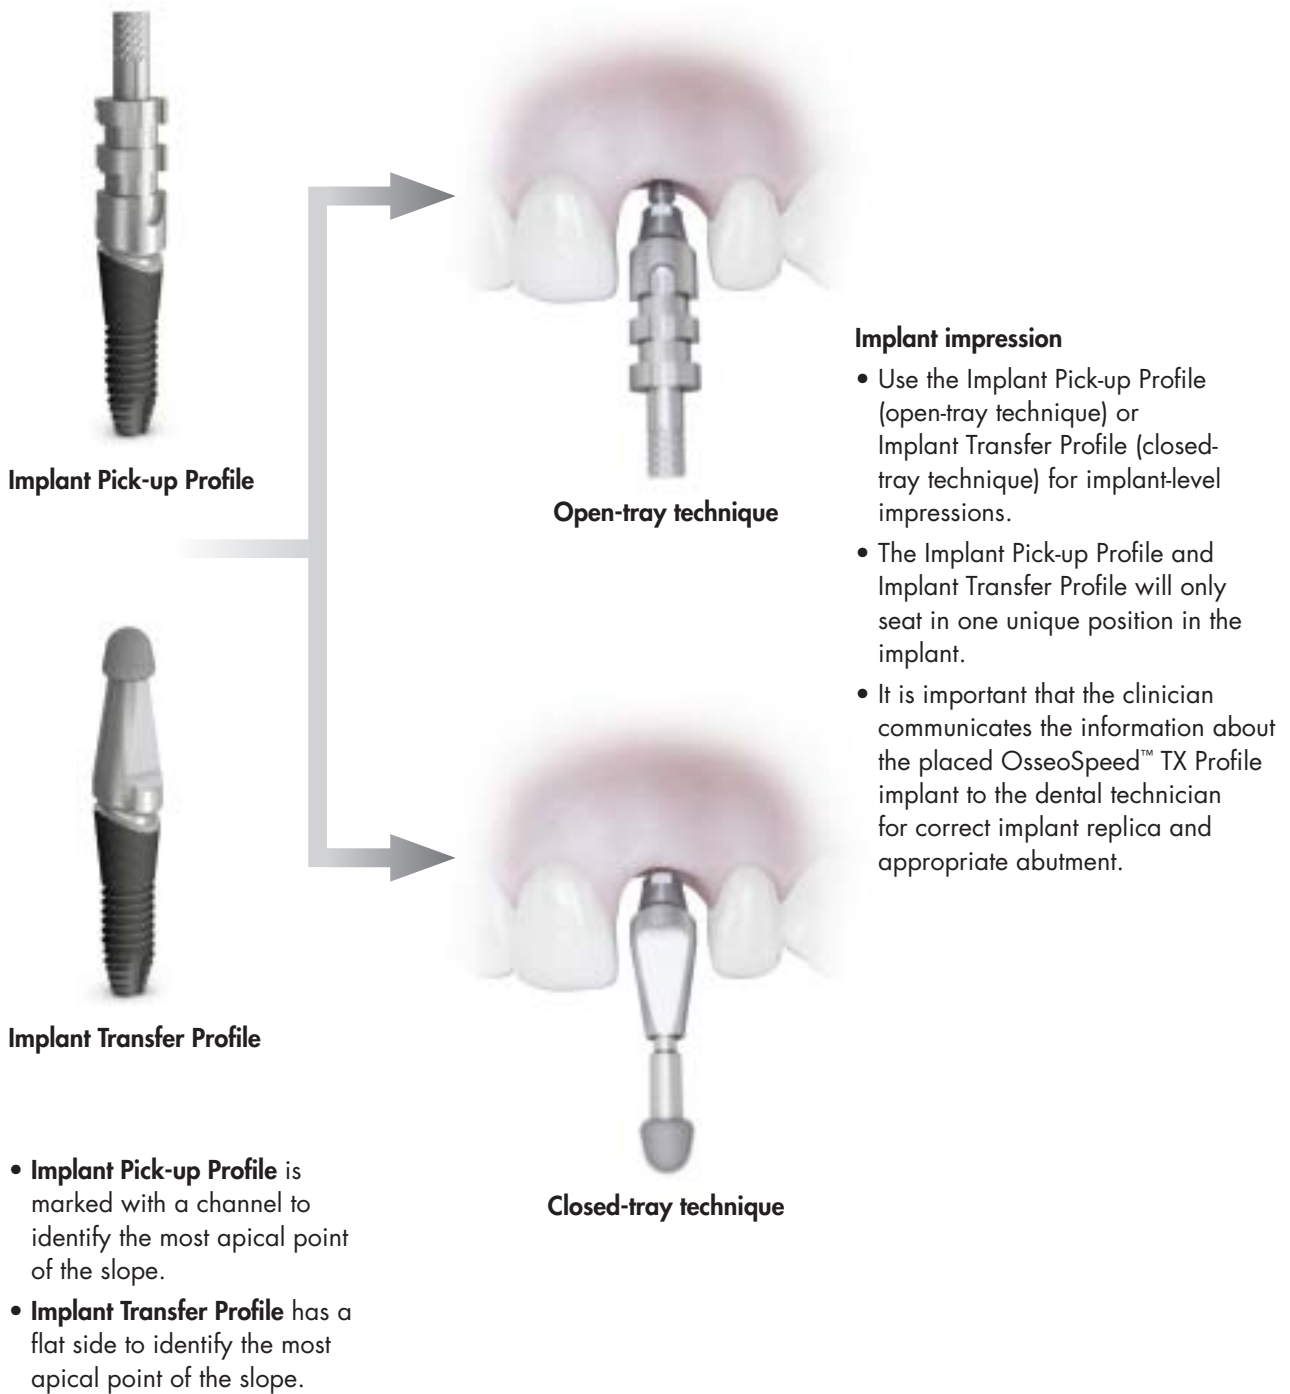 Implant Pick-up Profile
Open-tray technique
Implant impression
• Use the Implant Pick-up Profile
(open-tray technique) or
Implant Transfer Profile (closed-
tray technique) for implant-level
impressions.
• The Implant Pick-up Profile and
Implant Transfer Profile will only
seat in one unique position in the
implant.
• It is important that the clinician
communicates the information about
the placed OsseoSpeed™ TX Profile
implant to the dental technician
for correct implant replica and
appropriate abutment.
Implant Transfer Profile
Closed-tray technique
• Implant Pick-up Profile is
marked with a channel to
identify the most apical point
of the slope.
• Implant Transfer Profile has a
flat side to identify the most
apical point of the slope.